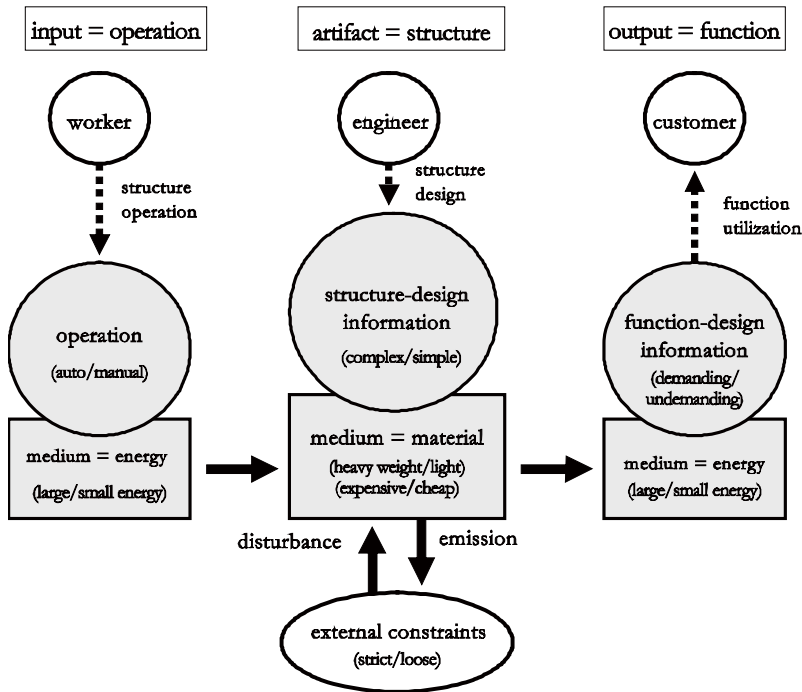 input = operation
artifact = structure
output = function
worker
engineer
customer
structure
operation
structure
design
function
utilization
operation
(auto/manual)
structure-design
information
(complex/simple)
function-design
information
(demanding/
undemanding)
medium = energy
(large/small energy)
medium = material
(heavy weight/light)
(expensive/cheap)
medium = energy
(large/small energy)
disturbance
emission
external constraints
(strict/loose)